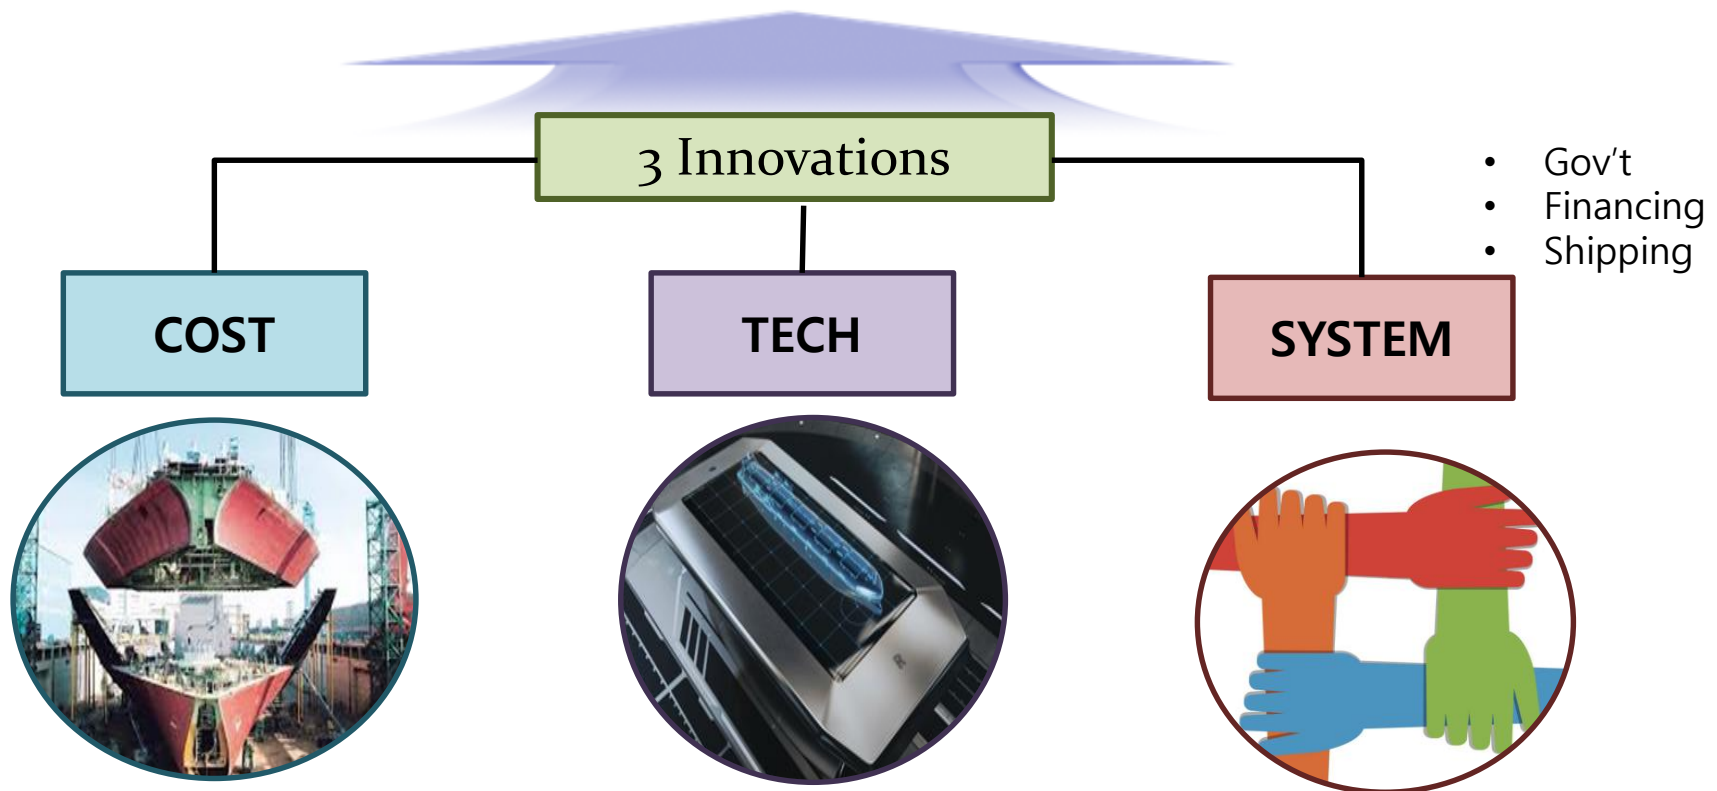 3 Innovations
• Gov’t
• Financing
• Shipping
COST
TECH
SYSTEM